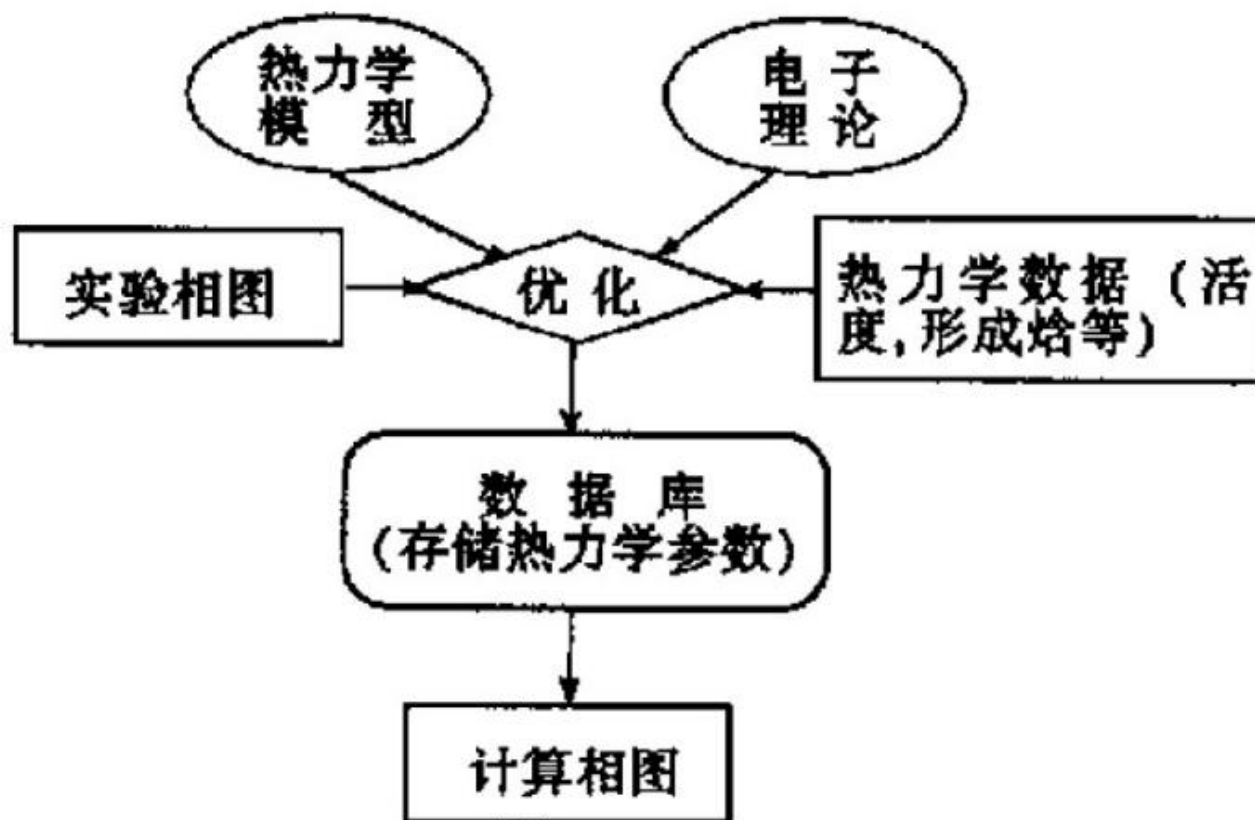 热力学
模 型
电 子
理 论
实验相图
优 化
热力学数据 (活
度,形成焓等)
数 据 库
(存储热力学参数)
计算相图